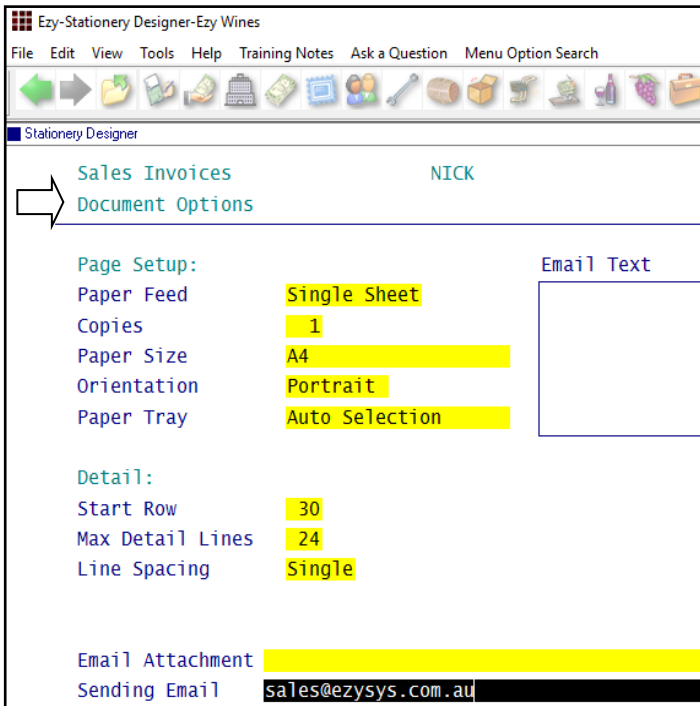 Ezy-Stationery Designer-Ezy Wines
File Edit View Tools Help Training Notes Ask a Question Menu Option Search
Stationery Designer
Sales Invoices NICK
Document Options
Page Setup: Email Text
Paper Feed Single Sheet
Copies 1
Paper Size A4
Orientation Portrait
Paper Tray Auto Selection
Detail:
Start Row 30
Max Detail Lines 24
Line Spacing Single
Email Attachment
Sending Email sales@ezysys.com.au